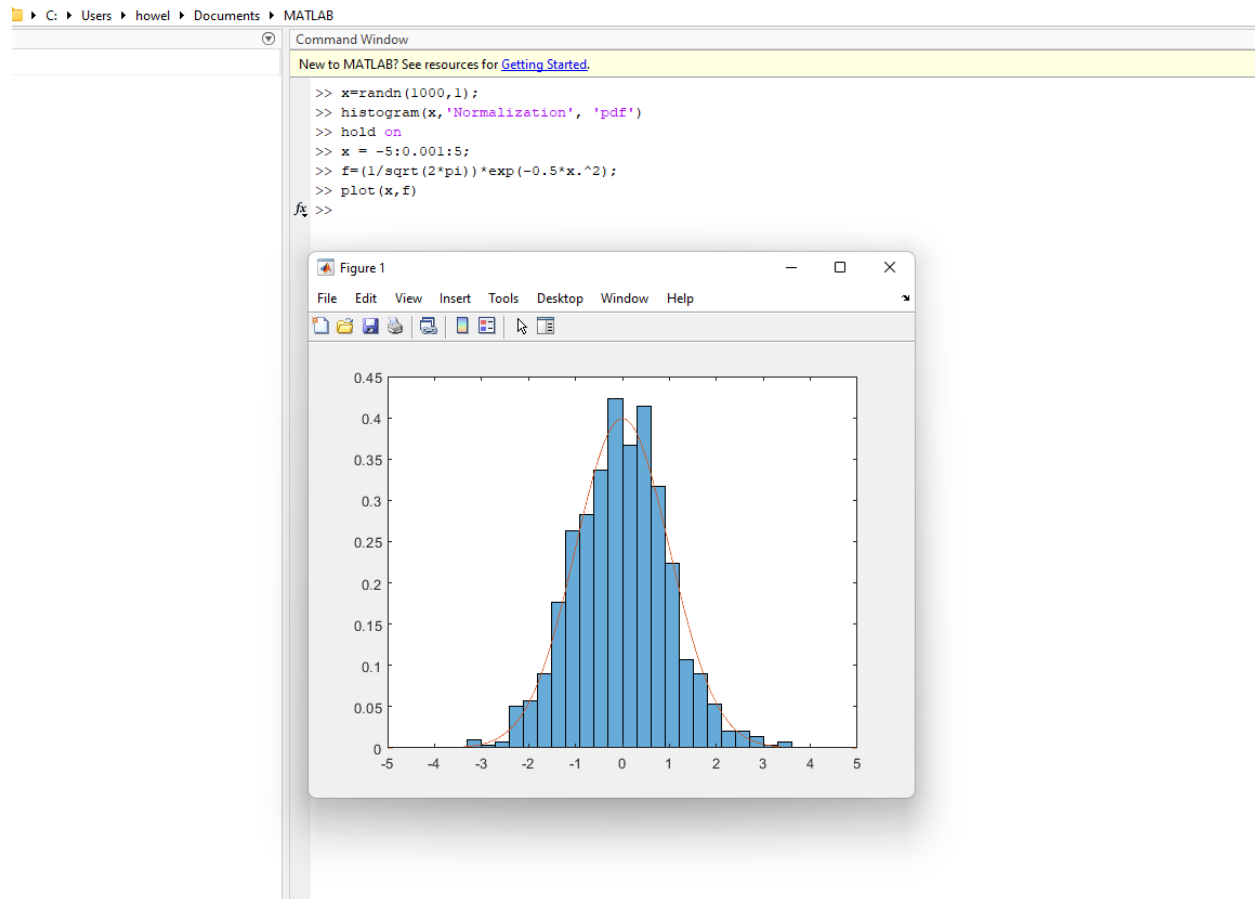 C: Users howel Documents MATLAB
Command Window
New to MATLAB? See resources for Getting Started.
>> x=randn(1000,1);
>> histogram(x,'Normalization', 'pdf')
>> hold on
>> x = -5:0.001:5;
>> f=(1/sqrt(2*pi))*exp(-0.5*x.^2);
>> plot(x,f)
fx >>
Figure 1
File Edit View Insert Tools Desktop Window Help
0.45
0.4
0.35
0.3
0.25
0.2
0.15
0.1
0.05
0
-5 -4 -3 -2 -1 0 1 2 3 4 5